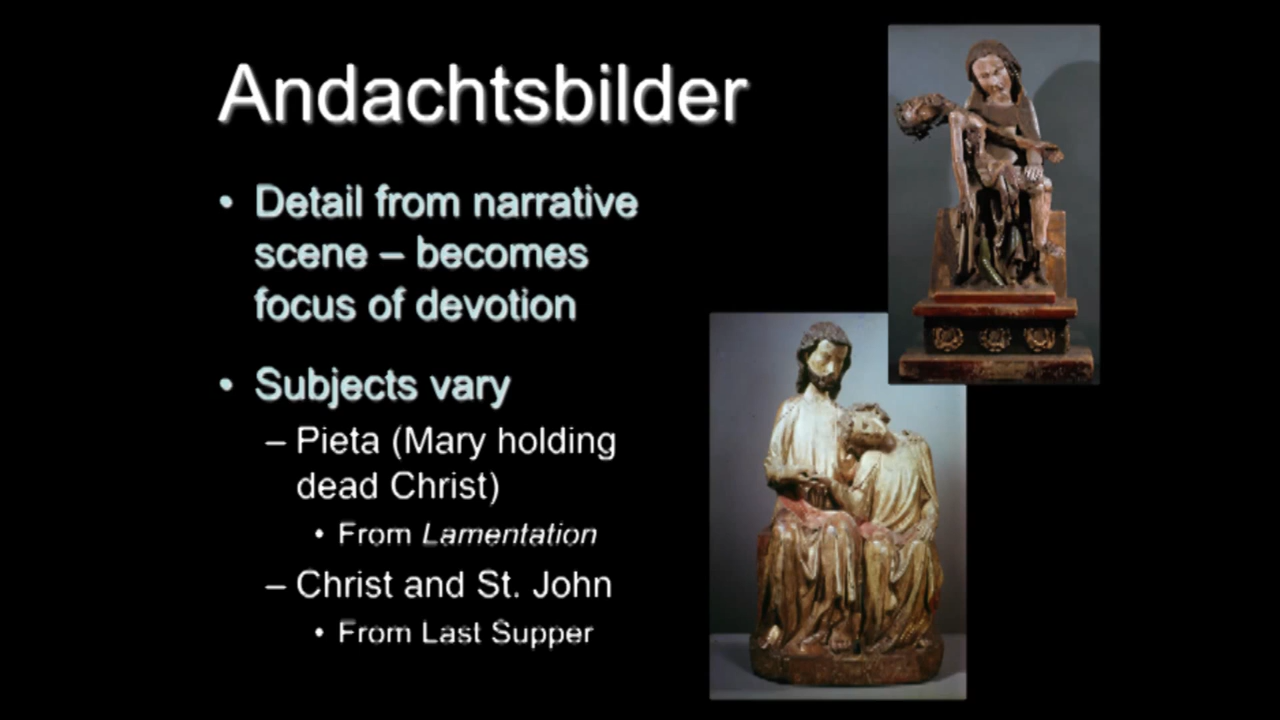 Andachtsbilder
• Detail from narrative
scene – becomes
focus of devotion
• Subjects vary
– Pieta (Mary holding
dead Christ)
• From Lamentation
– Christ and St. John
• From Last Supper